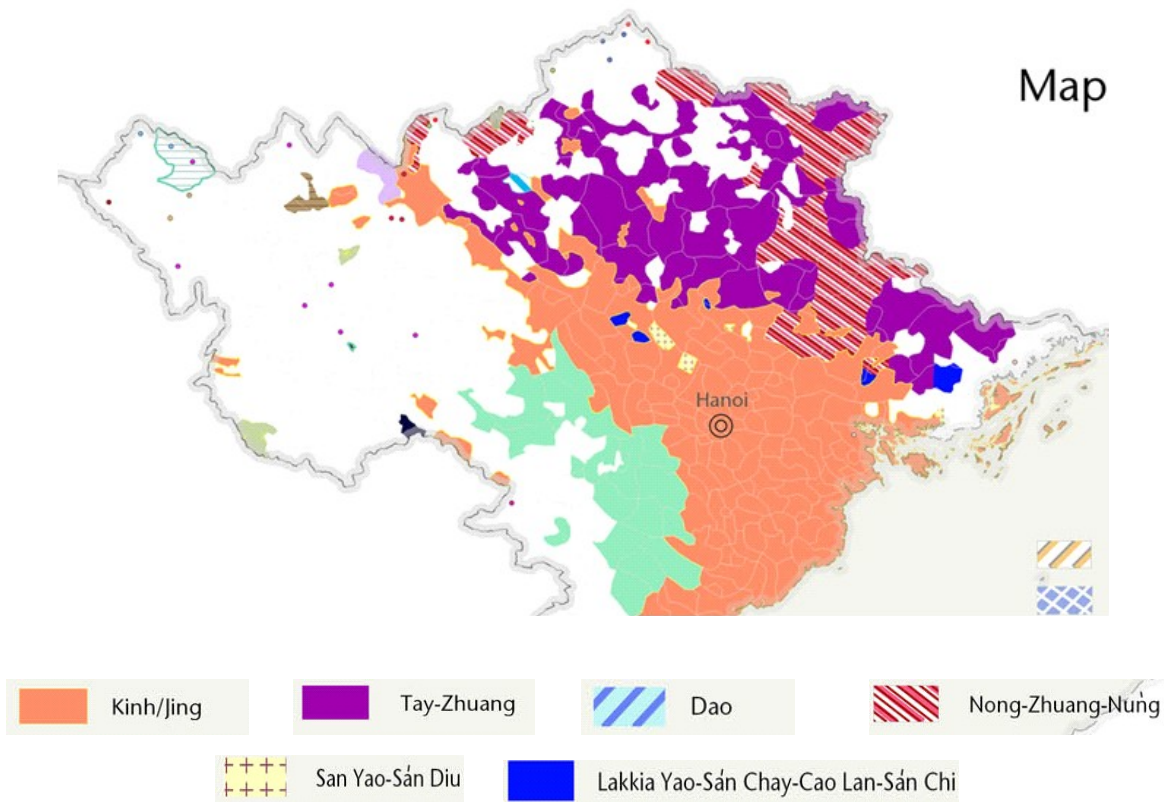 Map
Hanoi
Kinh/Jing
Tay-Zhuang
Dao
Nong-Zhuang-Nùng
San Yao-Sán Diu
Lakkia Yao-Sán Chay-Cao Lan-Sán Chi